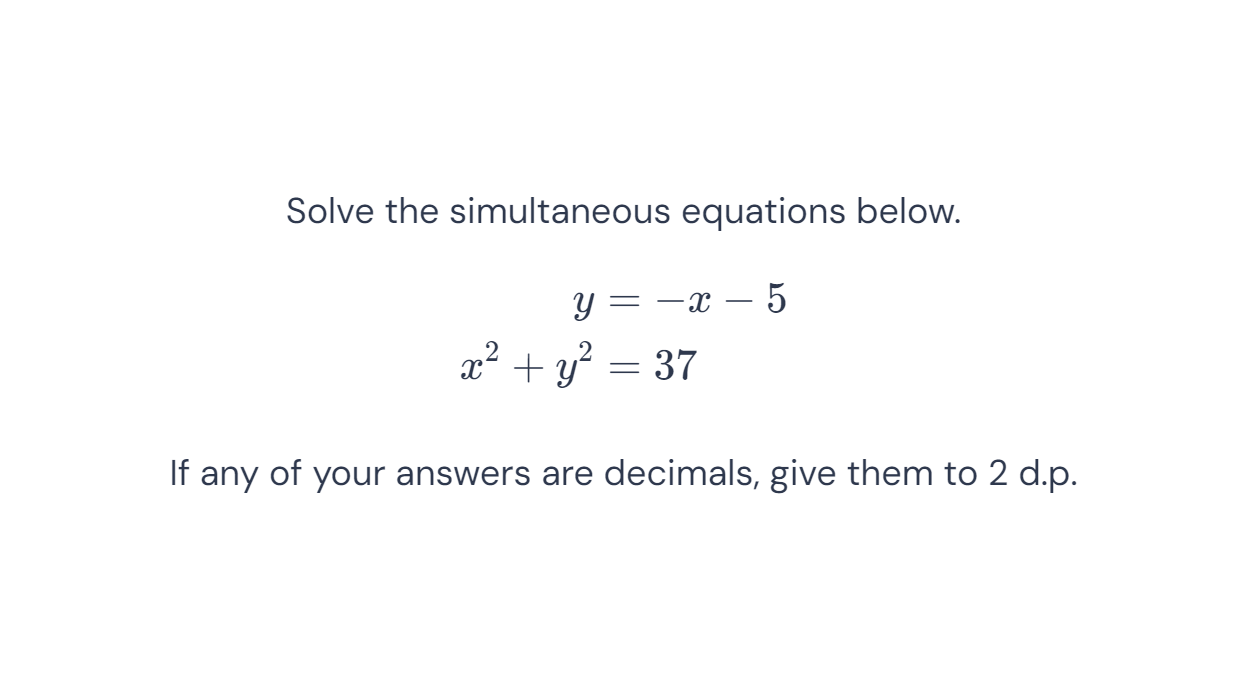 Solve the simultaneous equations below.
y = −x − 5
x² + y² = 37
If any of your answers are decimals, give them to 2 d.p.